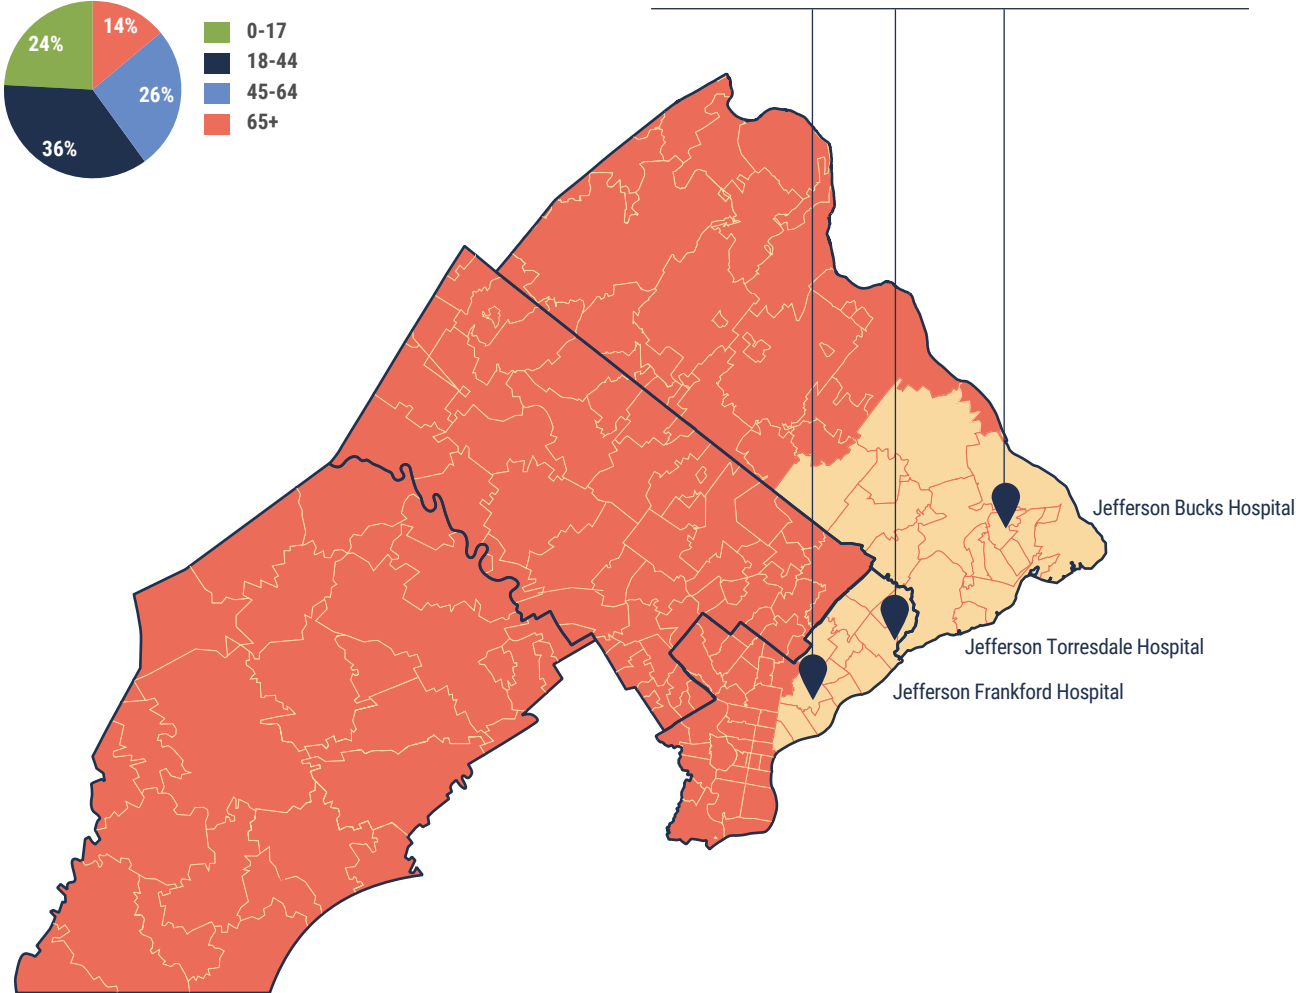 14%
24%
26%
36%
0-17
18-44
45-64
65+
Jefferson Bucks Hospital
Jefferson Torresdale Hospital
Jefferson Frankford Hospital